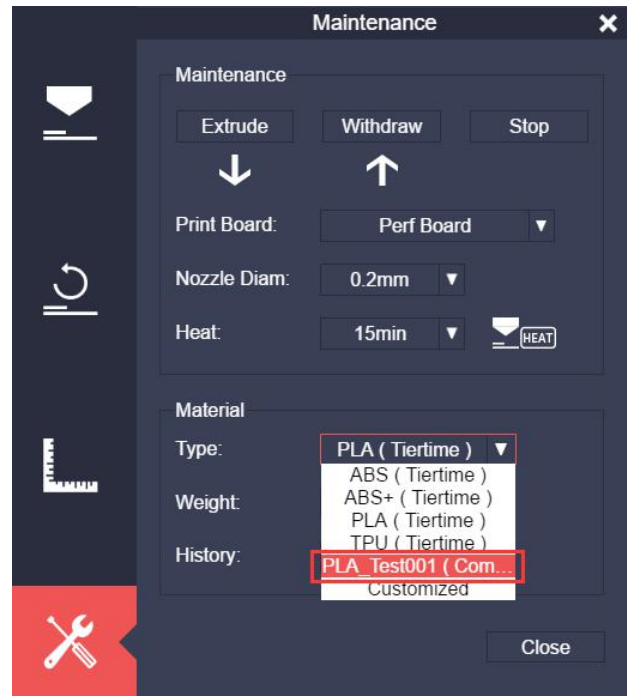 Maintenance
Maintenance
Extrude Withdraw Stop
Print Board: Perf Board
Nozzle Diam: 0.2mm
Heat: 15min HEAT
Material
Type: PLA ( Tiertime )
ABS ( Tiertime )
Weight: ABS+ ( Tiertime )
PLA ( Tiertime )
TPU ( Tiertime )
History: PLA_Test001 ( Com...
Customized
Close